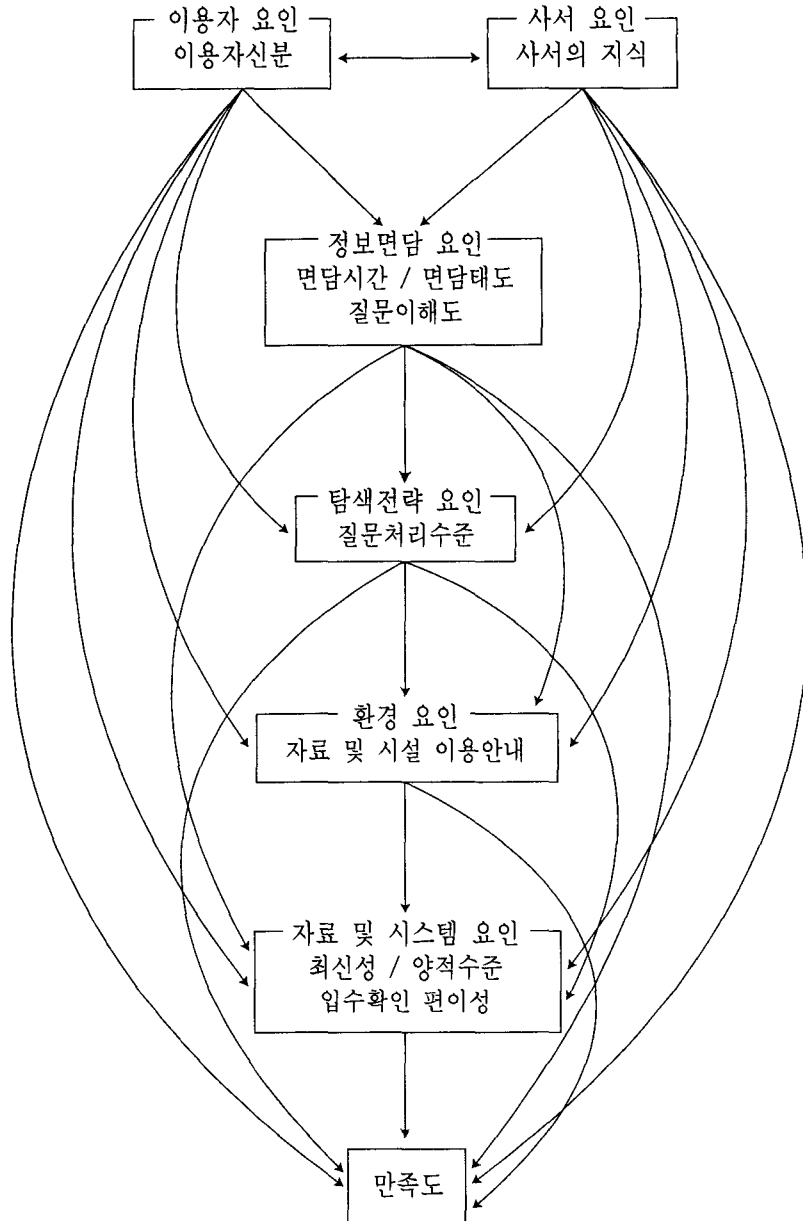 이용자 요인
이용자신분
사서 요인
사서의 지식
정보면담 요인
면담시간 / 면담태도
질문이해도
탐색전략 요인
질문처리수준
환경 요인
자료 및 시설 이용안내
자료 및 시스템 요인
최신성 / 양적수준
입수확인 편이성
만족도